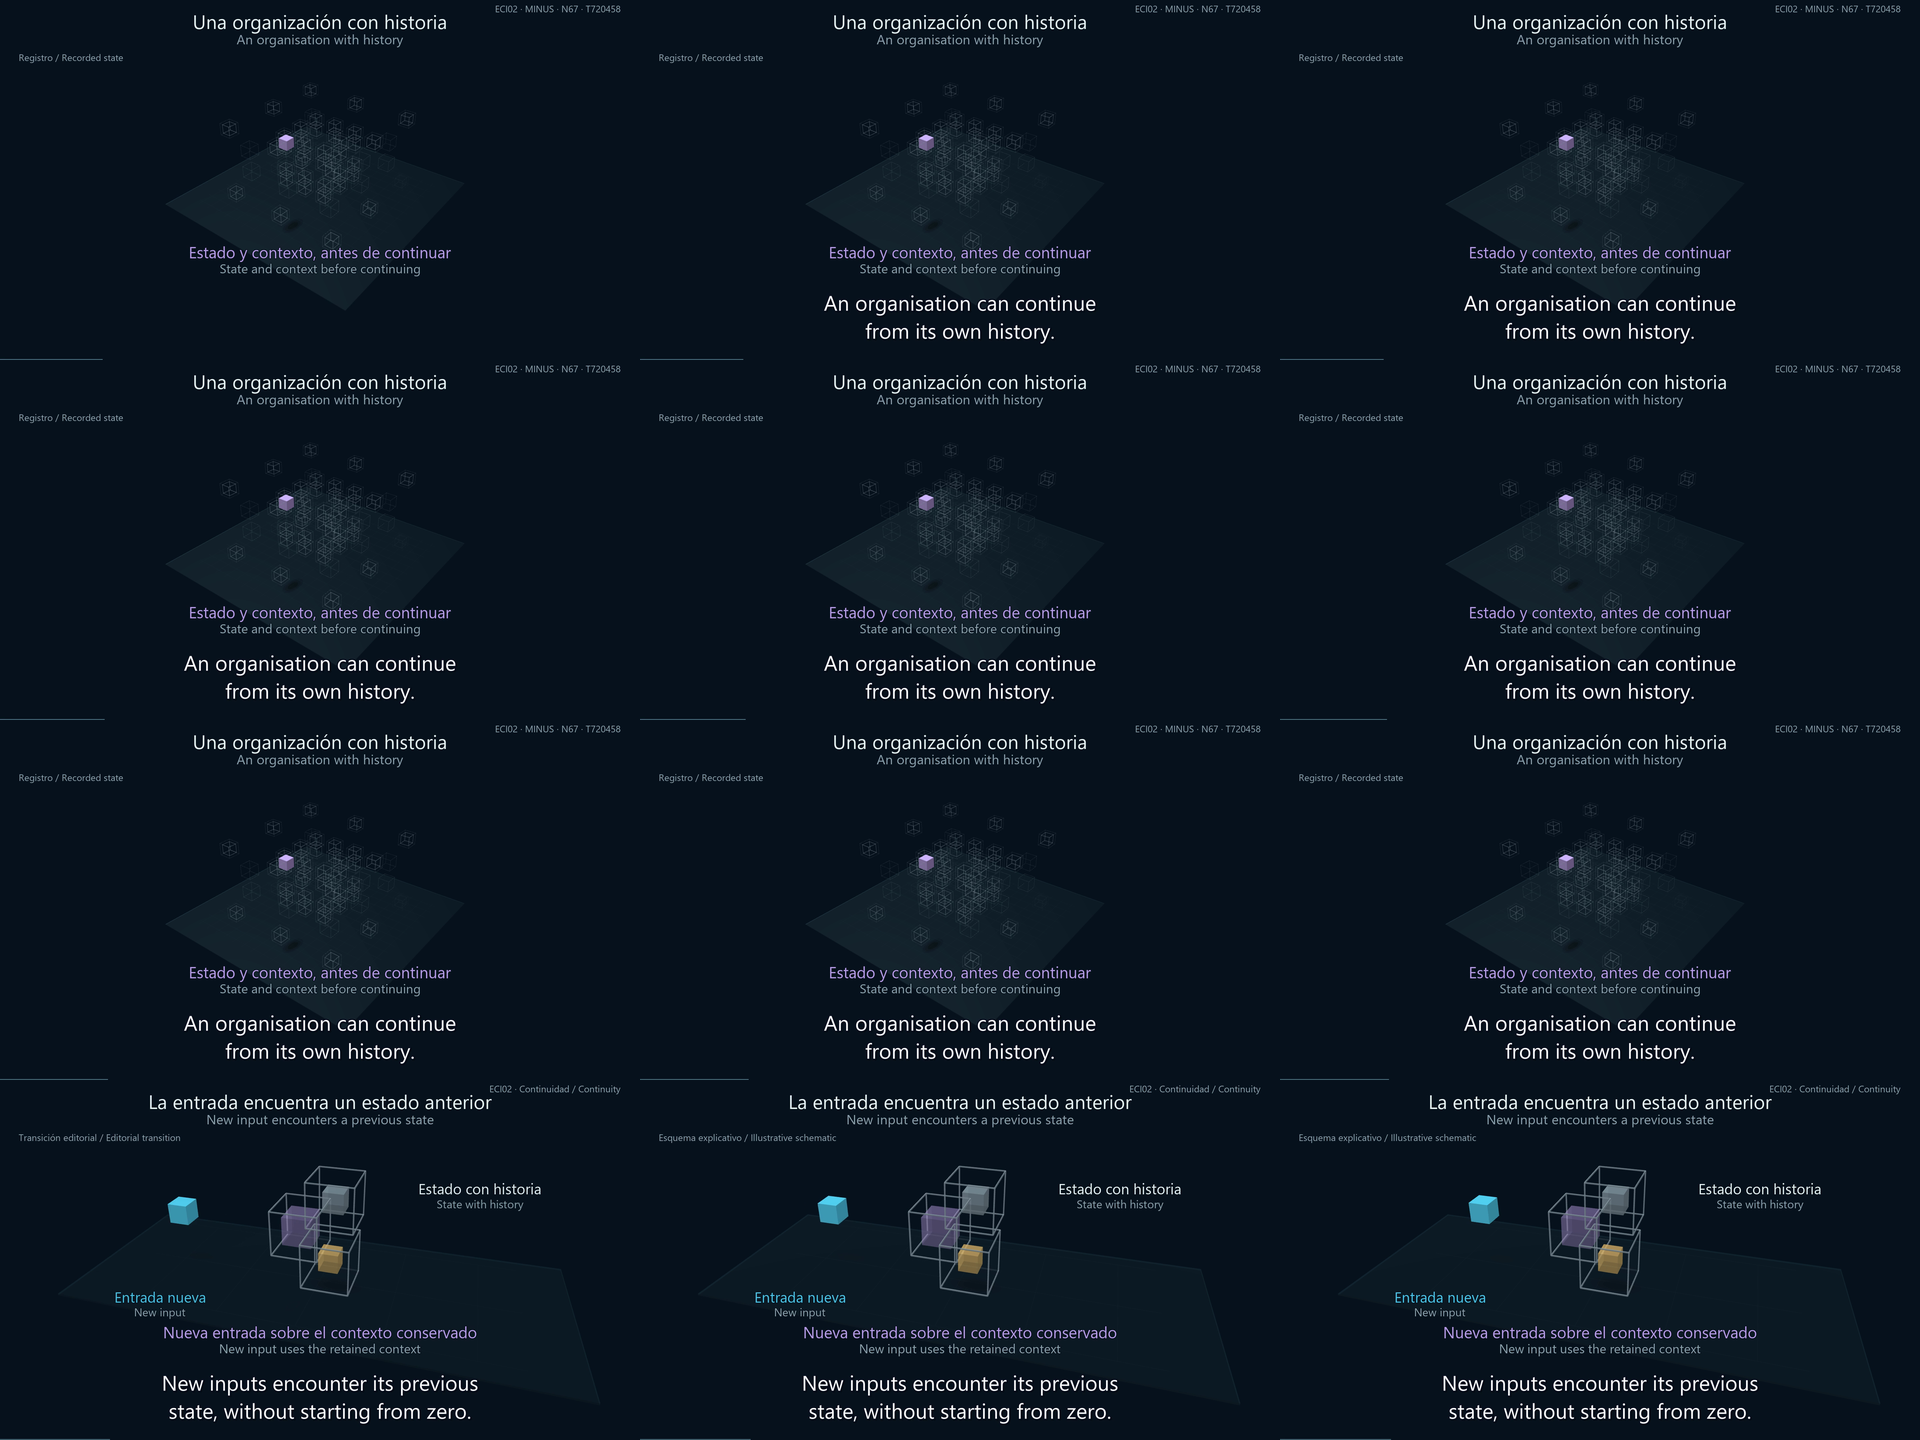 ECI02 · MINUS · N67 · T720458
Una organización con historia
An organisation with history
Registro / Recorded state
Estado y contexto, antes de continuar
State and context before continuing
ECI02 · MINUS · N67 · T720458
Una organización con historia
An organisation with history
Registro / Recorded state
Estado y contexto, antes de continuar
State and context before continuing
An organisation can continue
from its own history.
ECI02 · MINUS · N67 · T720458
Una organización con historia
An organisation with history
Registro / Recorded state
Estado y contexto, antes de continuar
State and context before continuing
An organisation can continue
from its own history.
ECI02 · MINUS · N67 · T720458
Una organización con historia
An organisation with history
Registro / Recorded state
Estado y contexto, antes de continuar
State and context before continuing
An organisation can continue
from its own history.
ECI02 · MINUS · N67 · T720458
Una organización con historia
An organisation with history
Registro / Recorded state
Estado y contexto, antes de continuar
State and context before continuing
An organisation can continue
from its own history.
ECI02 · MINUS · N67 · T720458
Una organización con historia
An organisation with history
Registro / Recorded state
Estado y contexto, antes de continuar
State and context before continuing
An organisation can continue
from its own history.
ECI02 · MINUS · N67 · T720458
Una organización con historia
An organisation with history
Registro / Recorded state
Estado y contexto, antes de continuar
State and context before continuing
An organisation can continue
from its own history.
ECI02 · MINUS · N67 · T720458
Una organización con historia
An organisation with history
Registro / Recorded state
Estado y contexto, antes de continuar
State and context before continuing
An organisation can continue
from its own history.
ECI02 · MINUS · N67 · T720458
Una organización con historia
An organisation with history
Registro / Recorded state
Estado y contexto, antes de continuar
State and context before continuing
An organisation can continue
from its own history.
ECI02 · Continuidad / Continuity
La entrada encuentra un estado anterior
New input encounters a previous state
Transición editorial / Editorial transition
Estado con historia
State with history
Entrada nueva
New input
Nueva entrada sobre el contexto conservado
New input uses the retained context
New inputs encounter its previous
state, without starting from zero.
ECI02 · Continuidad / Continuity
La entrada encuentra un estado anterior
New input encounters a previous state
Esquema explicativo / Illustrative schematic
Estado con historia
State with history
Entrada nueva
New input
Nueva entrada sobre el contexto conservado
New input uses the retained context
New inputs encounter its previous
state, without starting from zero.
ECI02 · Continuidad / Continuity
La entrada encuentra un estado anterior
New input encounters a previous state
Esquema explicativo / Illustrative schematic
Estado con historia
State with history
Entrada nueva
New input
Nueva entrada sobre el contexto conservado
New input uses the retained context
New inputs encounter its previous
state, without starting from zero.